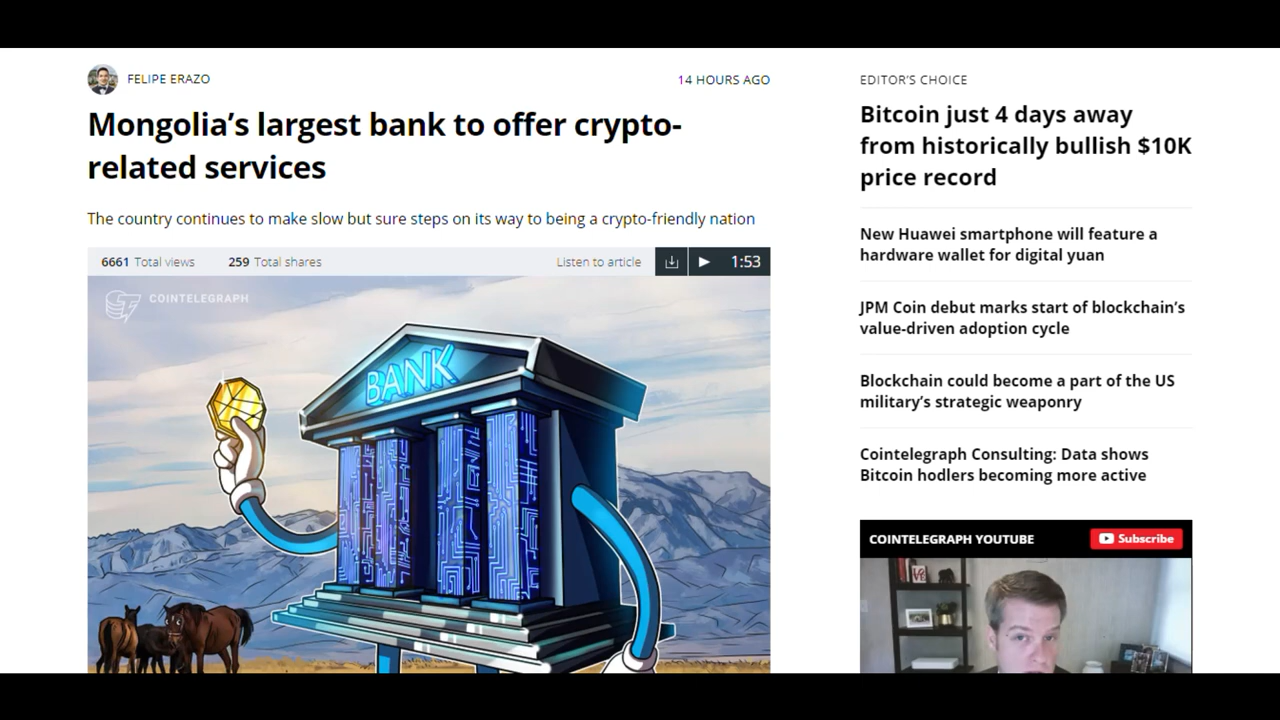 FELIPE ERAZO
14 HOURS AGO
Mongolia's largest bank to offer crypto-
related services
The country continues to make slow but sure steps on its way to being a crypto-friendly nation
6661 Total views 259 Total shares Listen to article 1:53
COINTELEGRAPH
BANK
EDITOR'S CHOICE
Bitcoin just 4 days away
from historically bullish $10K
price record
New Huawei smartphone will feature a
hardware wallet for digital yuan
JPM Coin debut marks start of blockchain's
value-driven adoption cycle
Blockchain could become a part of the US
military's strategic weaponry
Cointelegraph Consulting: Data shows
Bitcoin hodlers becoming more active
COINTELEGRAPH YOUTUBE Subscribe